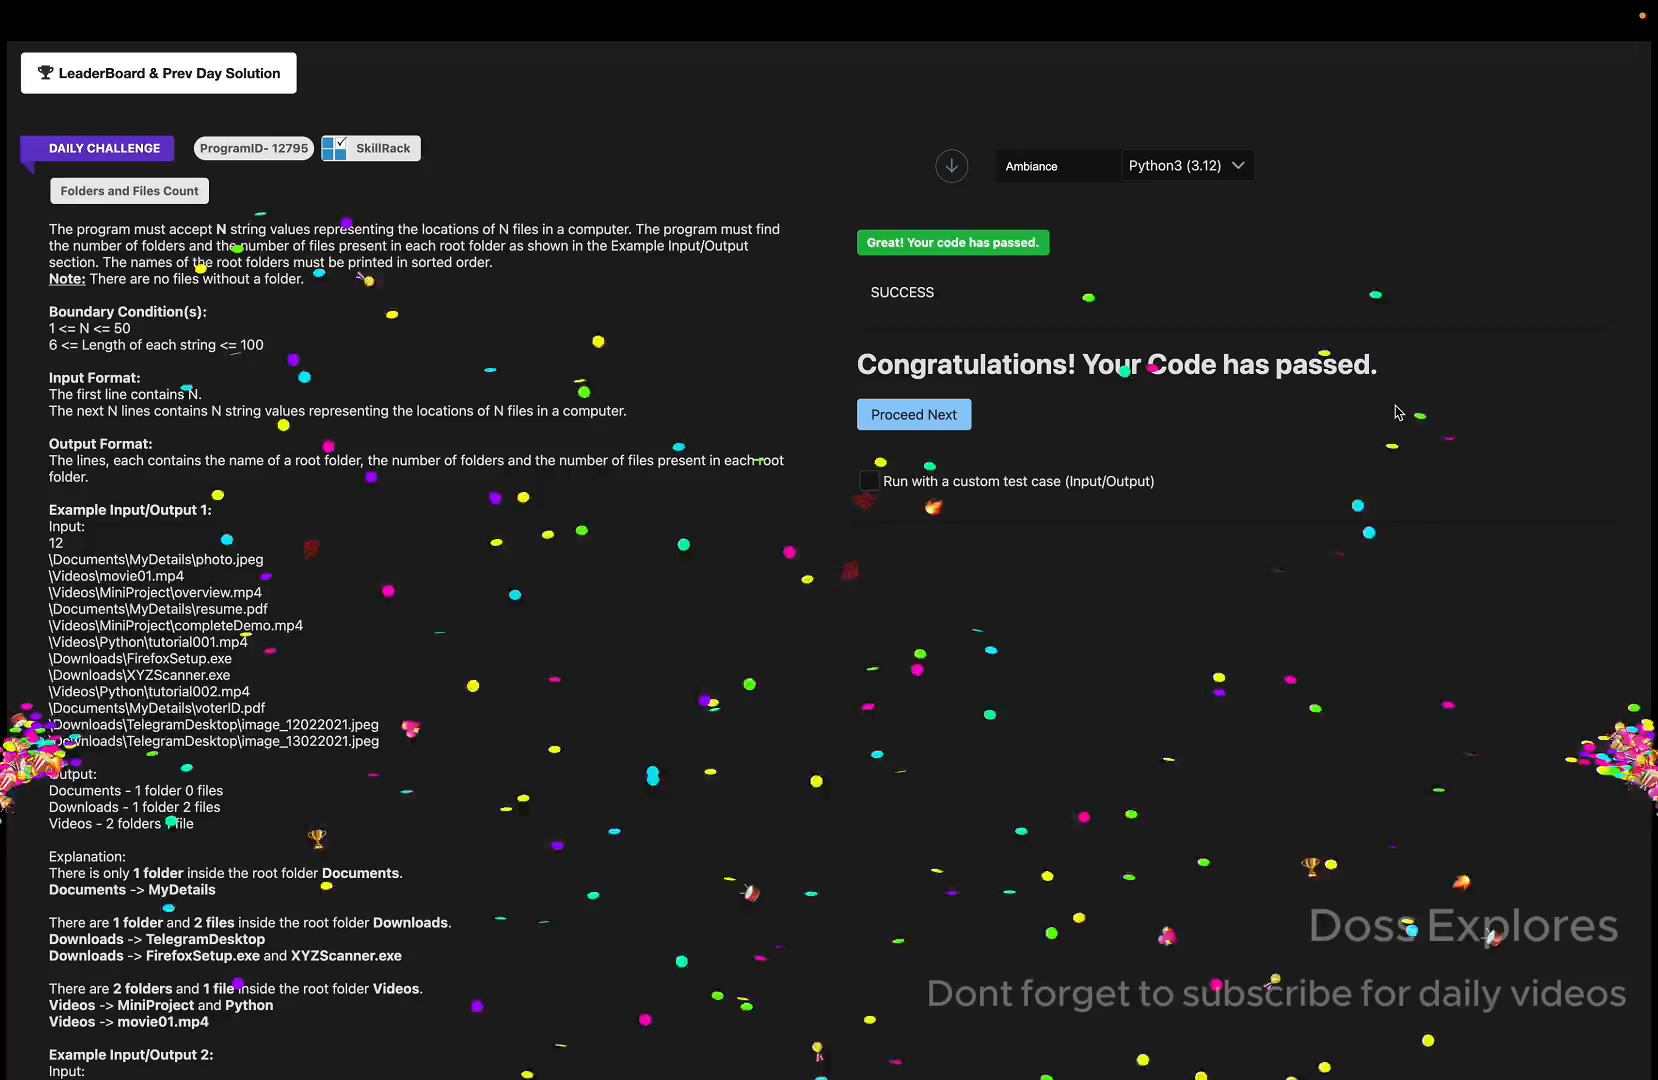 LeaderBoard & Prev Day Solution
DAILY CHALLENGE
ProgramID- 12795
SkillRack
Folders and Files Count
The program must accept N string values representing the locations of N files in a computer. The program must find
the number of folders and the number of files present in each root folder as shown in the Example Input/Output
section. The names of the root folders must be printed in sorted order.
Note: There are no files without a folder.
Boundary Condition(s):
1 <= N <= 50
6 <= Length of each string <= 100
Input Format:
The first line contains N.
The next N lines contains N string values representing the locations of N files in a computer.
Output Format:
The lines, each contains the name of a root folder, the number of folders and the number of files present in each root
folder.
Example Input/Output 1:
Input:
12
\Documents\MyDetails\photo.jpeg
\Videos\movie01.mp4
\Videos\MiniProject\overview.mp4
\Documents\MyDetails\resume.pdf
\Videos\MiniProject\completeDemo.mp4
\Videos\Python\tutorial001.mp4
\Downloads\FirefoxSetup.exe
\Downloads\XYZScanner.exe
\Videos\Python\tutorial002.mp4
\Documents\MyDetails\voterID.pdf
\Downloads\TelegramDesktop\image_12022021.jpeg
\Downloads\TelegramDesktop\image_13022021.jpeg
Output:
Documents - 1 folder 0 files
Downloads - 1 folder 2 files
Videos - 2 folders 1 file
Explanation:
There is only 1 folder inside the root folder Documents.
Documents -> MyDetails
There are 1 folder and 2 files inside the root folder Downloads.
Downloads -> TelegramDesktop
Downloads -> FirefoxSetup.exe and XYZScanner.exe
There are 2 folders and 1 file inside the root folder Videos.
Videos -> MiniProject and Python
Videos -> movie01.mp4
Example Input/Output 2:
Input:
Ambiance
Python3 (3.12)
Great! Your code has passed.
SUCCESS
Congratulations! Your Code has passed.
Proceed Next
Run with a custom test case (Input/Output)
Doss Explores
Dont forget to subscribe for daily videos